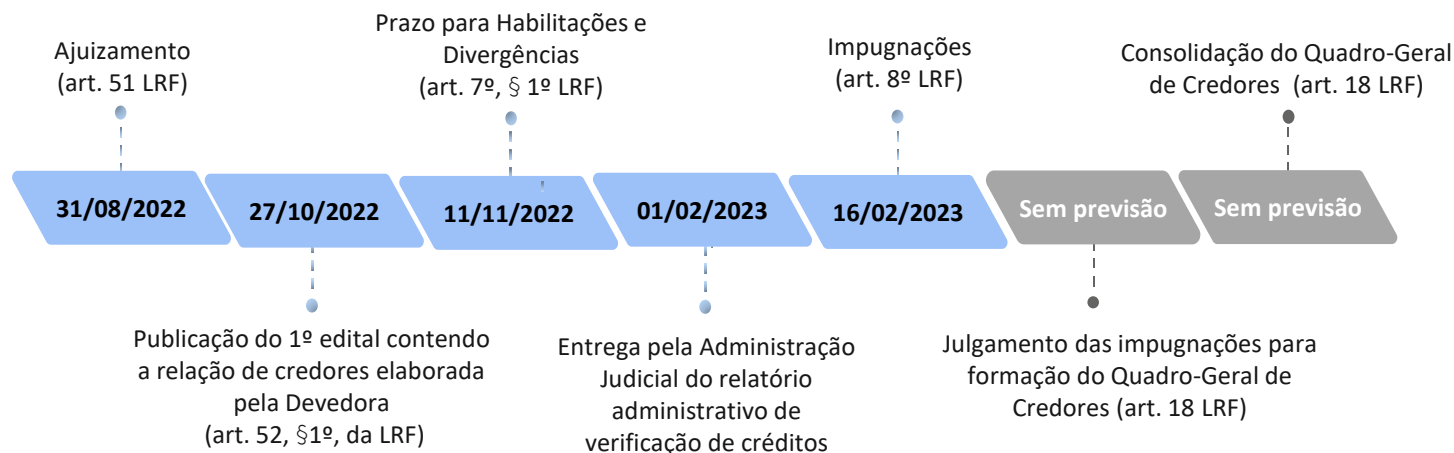 Ajuizamento
(art. 51 LRF)
Prazo para Habilitações e
Divergências
(art. 7º, § 1º LRF)
Impugnações
(art. 8º LRF)
Consolidação do Quadro-Geral
de Credores (art. 18 LRF)
31/08/2022
27/10/2022
11/11/2022
01/02/2023
16/02/2023
Sem previsão
Sem previsão
Publicação do 1º edital contendo
a relação de credores elaborada
pela Devedora
(art. 52, §1º, da LRF)
Entrega pela Administração
Judicial do relatório
administrativo de
verificação de créditos
Julgamento das impugnações para
formação do Quadro-Geral de
Credores (art. 18 LRF)